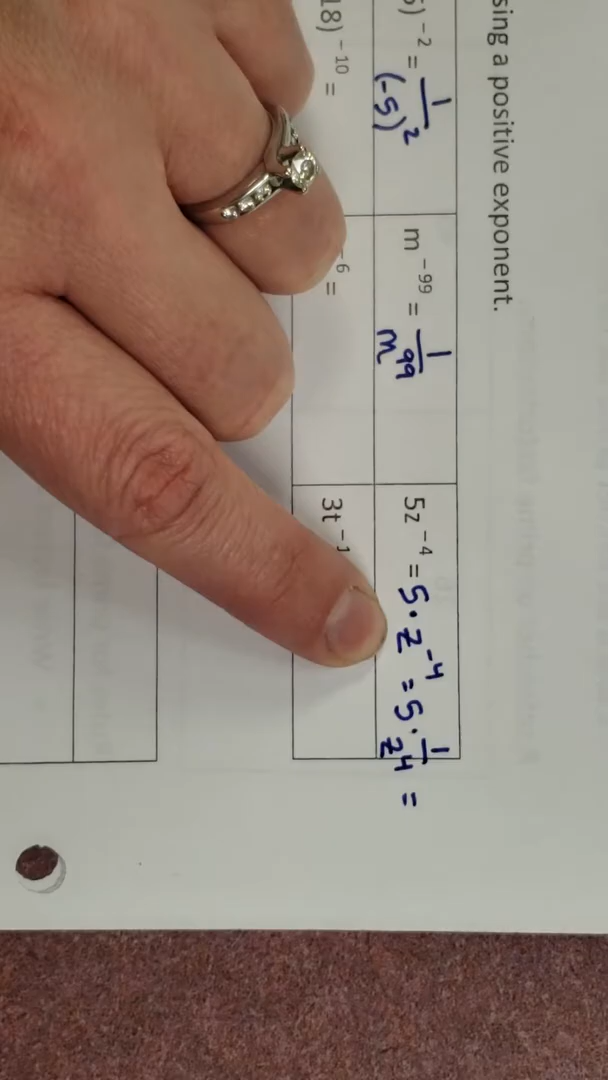 sing a positive exponent.
)⁻² = 1/(-5)²
m⁻⁹⁹ = 1/m⁹⁹
5z⁻⁴ = 5·z⁻⁴ = 5·1/z⁴ =
18)⁻¹⁰ =
⁻⁶ =
3t⁻¹